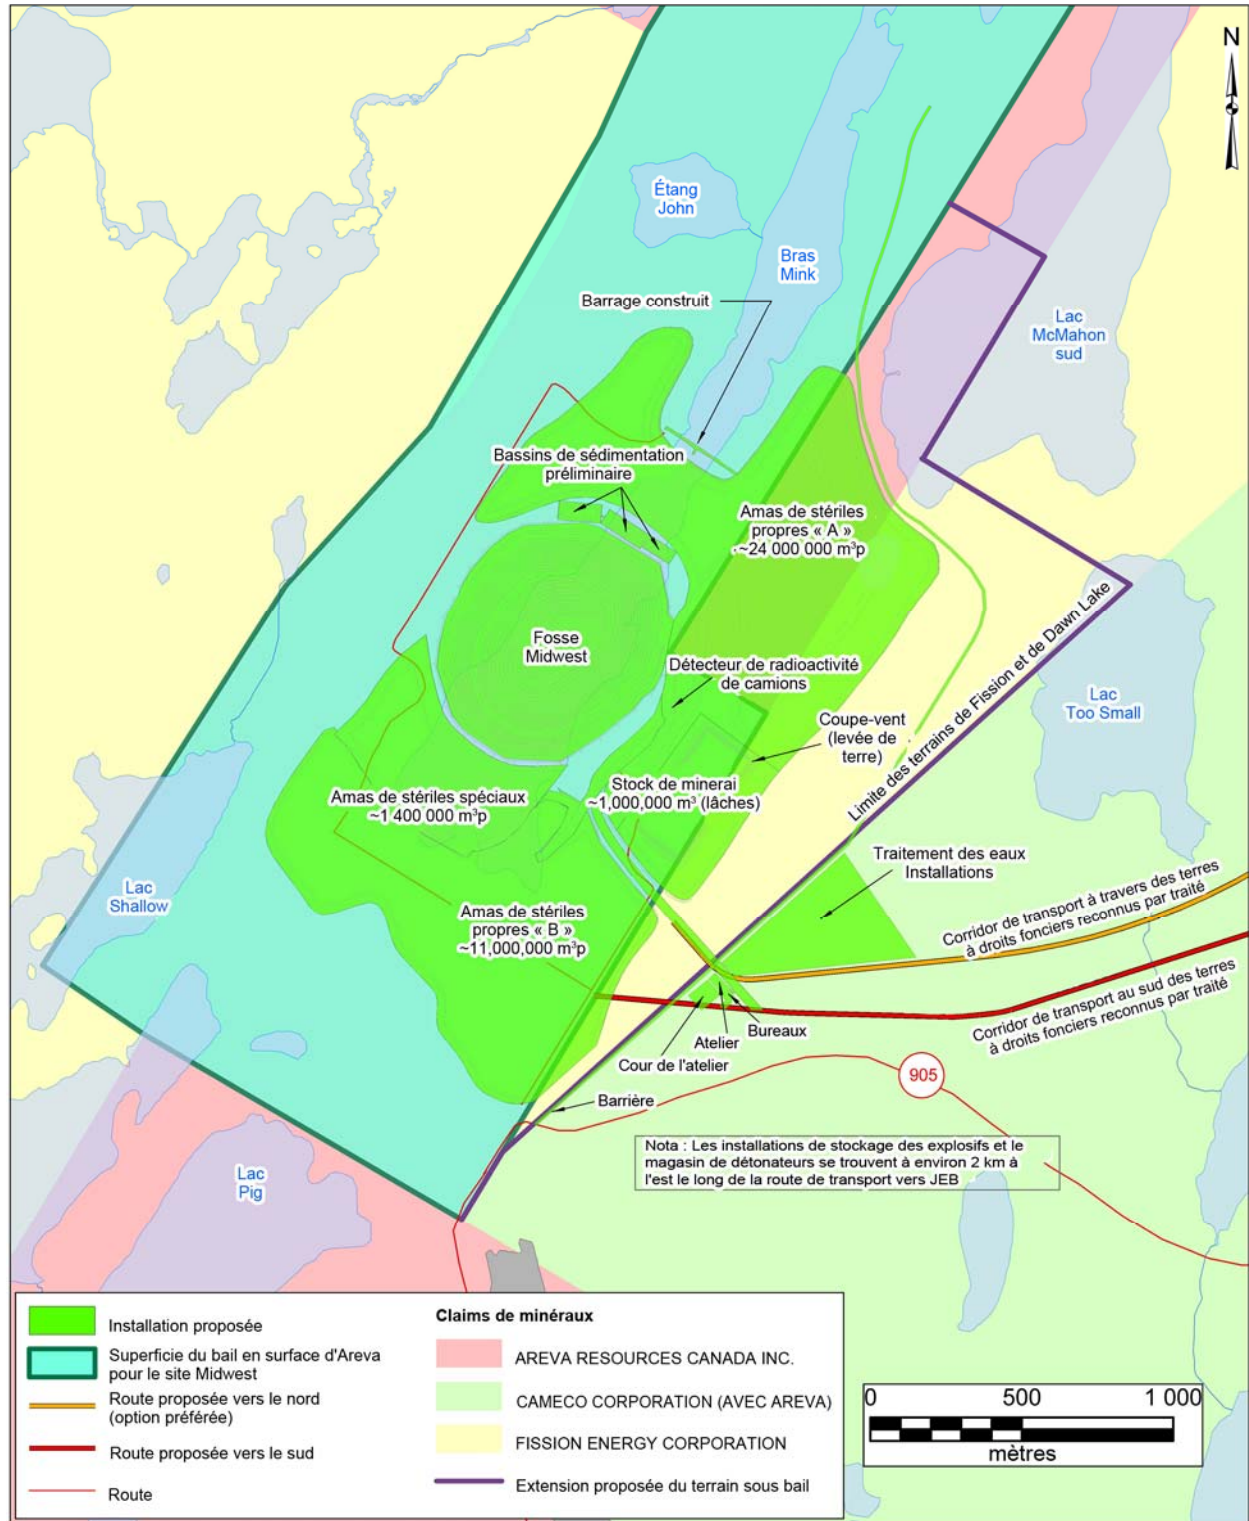 N
Étang
John
Bras
Mink
Barrage construit
Lac
McMahon
sud
Bassins de sédimentation
préliminaire
Amas de stériles
propres « A »
~24 000 000 m³p
Fosse
Midwest
Détecteur de radioactivité
de camions
Limite des terrains de Fission et de Dawn Lake
Lac
Too Small
Coupe-vent
(levée de
terre)
Stock de minerai
~1,000,000 m³ (lâches)
Amas de stériles spéciaux
~1 400 000 m³p
Traitement des eaux
Installations
Lac
Shallow
Amas de stériles
propres « B »
~11,000,000 m³p
Corridor de transport à travers des terres
à droits fonciers reconnus par traité
Corridor de transport au sud des terres
à droits fonciers reconnus par traité
Bureaux
Atelier
Cour de l'atelier
905
Barrière
Nota : Les installations de stockage des explosifs et le
magasin de détonateurs se trouvent à environ 2 km à
l'est le long de la route de transport vers JEB
Lac
Pig
Installation proposée
Superficie du bail en surface d'Areva
pour le site Midwest
Route proposée vers le nord
(option préférée)
Route proposée vers le sud
Route
Claims de minéraux
AREVA RESOURCES CANADA INC.
CAMECO CORPORATION (AVEC AREVA)
FISSION ENERGY CORPORATION
Extension proposée du terrain sous bail
0 500 1 000
mètres